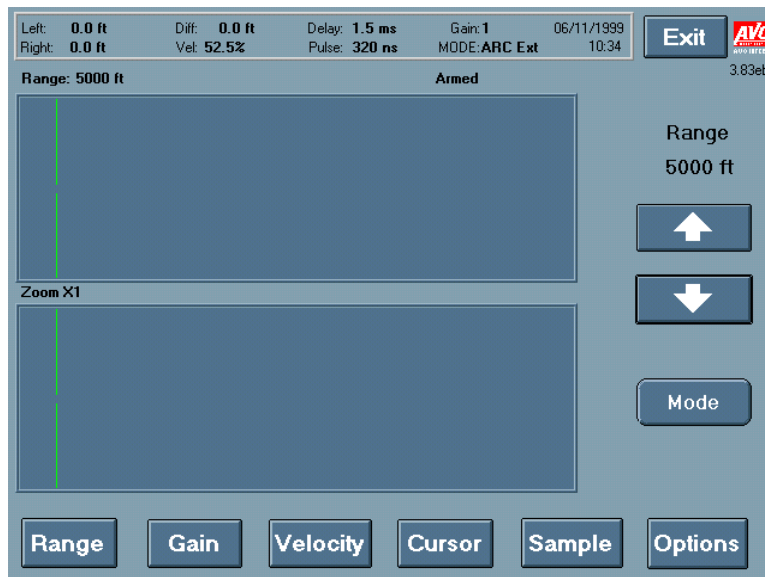 Left: 0.0 ft Diff: 0.0 ft Delay: 1.5 ms Gain: 1 06/11/1999
Right: 0.0 ft Vel: 52.5% Pulse: 320 ns MODE:ARC Ext 10:34
Exit
AVO
Range: 5000 ft Armed 3.83eb
Range
5000 ft
Zoom X1
Mode
Range Gain Velocity Cursor Sample Options